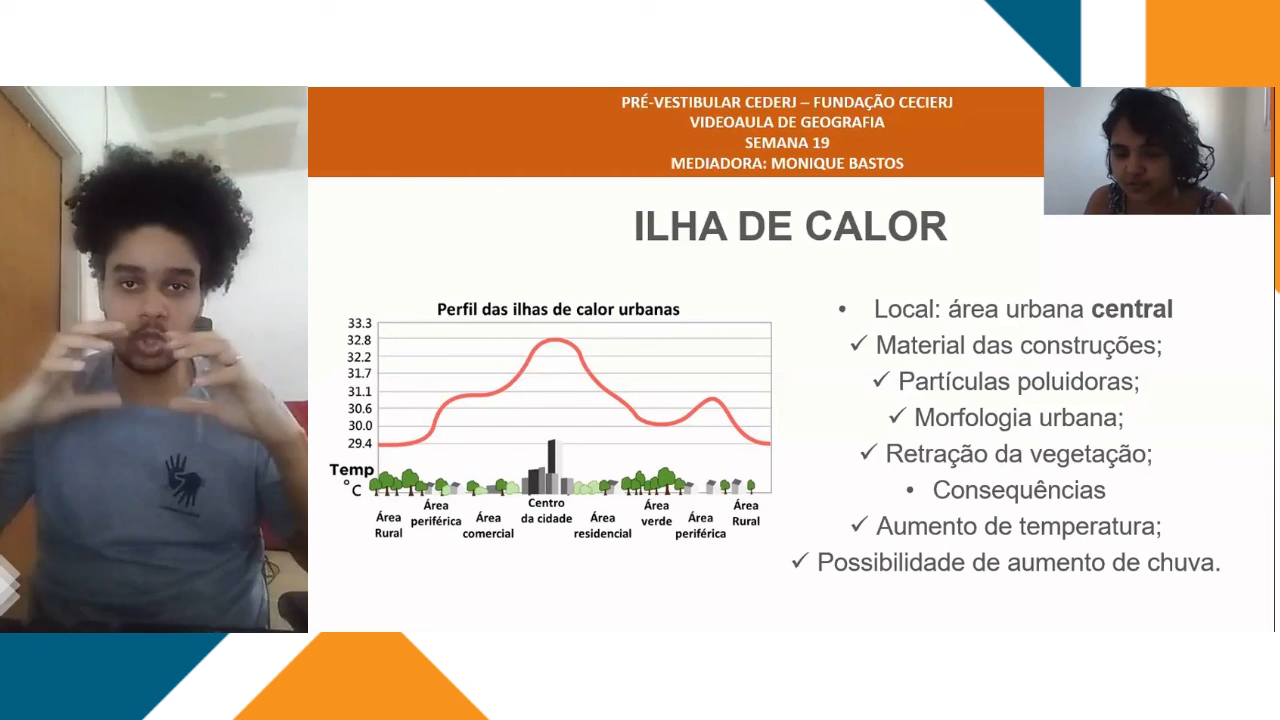 PRÉ-VESTIBULAR CEDERJ – FUNDAÇÃO CECIERJ
VIDEOAULA DE GEOGRAFIA
SEMANA 19
MEDIADORA: MONIQUE BASTOS
ILHA DE CALOR
Perfil das ilhas de calor urbanas
33.3
32.8
32.2
31.7
31.1
30.6
30.0
29.4
Temp
°C
Área Rural
Área periférica
Área comercial
Centro da cidade
Área residencial
Área verde
Área periférica
Área Rural
• Local: área urbana central
✓ Material das construções;
✓ Partículas poluidoras;
✓ Morfologia urbana;
✓ Retração da vegetação;
• Consequências
✓ Aumento de temperatura;
✓ Possibilidade de aumento de chuva.